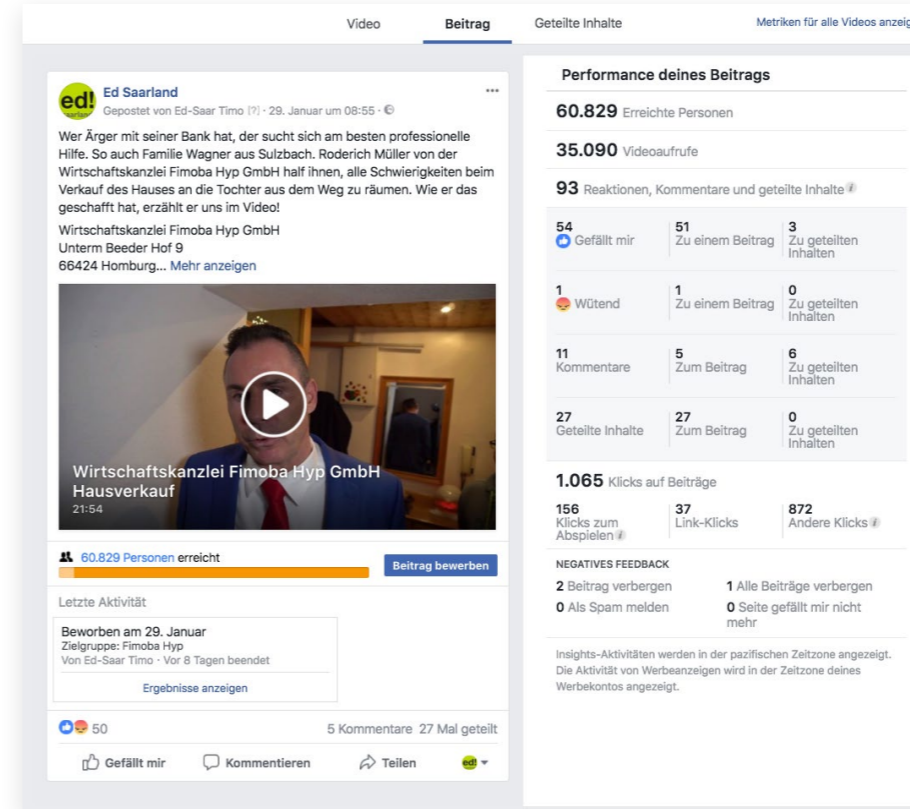 Video
Beitrag
Geteilte Inhalte
Metriken für alle Videos anzeig
ed!
saarland
Ed Saarland
Gepostet von Ed-Saar Timo [?] · 29. Januar um 08:55 ·
Wer Ärger mit seiner Bank hat, der sucht sich am besten professionelle
Hilfe. So auch Familie Wagner aus Sulzbach. Roderich Müller von der
Wirtschaftskanzlei Fimoba Hyp GmbH half ihnen, alle Schwierigkeiten beim
Verkauf des Hauses an die Tochter aus dem Weg zu räumen. Wie er das
geschafft hat, erzählt er uns im Video!
Wirtschaftskanzlei Fimoba Hyp GmbH
Unterm Beeder Hof 9
66424 Homburg... Mehr anzeigen
Wirtschaftskanzlei Fimoba Hyp GmbH
Hausverkauf
21:54
60.829 Personen erreicht
Beitrag bewerben
Letzte Aktivität
Beworben am 29. Januar
Zielgruppe: Fimoba Hyp
Von Ed-Saar Timo · Vor 8 Tagen beendet
Ergebnisse anzeigen
50
5 Kommentare 27 Mal geteilt
Gefällt mir
Kommentieren
Teilen
ed!
Performance deines Beitrags
60.829 Erreichte Personen
35.090 Videoaufrufe
93 Reaktionen, Kommentare und geteilte Inhalte i
54
Gefällt mir
51
Zu einem Beitrag
3
Zu geteilten
Inhalten
1
Wütend
1
Zu einem Beitrag
0
Zu geteilten
Inhalten
11
Kommentare
5
Zum Beitrag
6
Zu geteilten
Inhalten
27
Geteilte Inhalte
27
Zum Beitrag
0
Zu geteilten
Inhalten
1.065 Klicks auf Beiträge
156
Klicks zum
Abspielen i
37
Link-Klicks
872
Andere Klicks i
NEGATIVES FEEDBACK
2 Beitrag verbergen
1 Alle Beiträge verbergen
0 Als Spam melden
0 Seite gefällt mir nicht
mehr
Insights-Aktivitäten werden in der pazifischen Zeitzone angezeigt.
Die Aktivität von Werbeanzeigen wird in der Zeitzone deines
Werbekontos angezeigt.